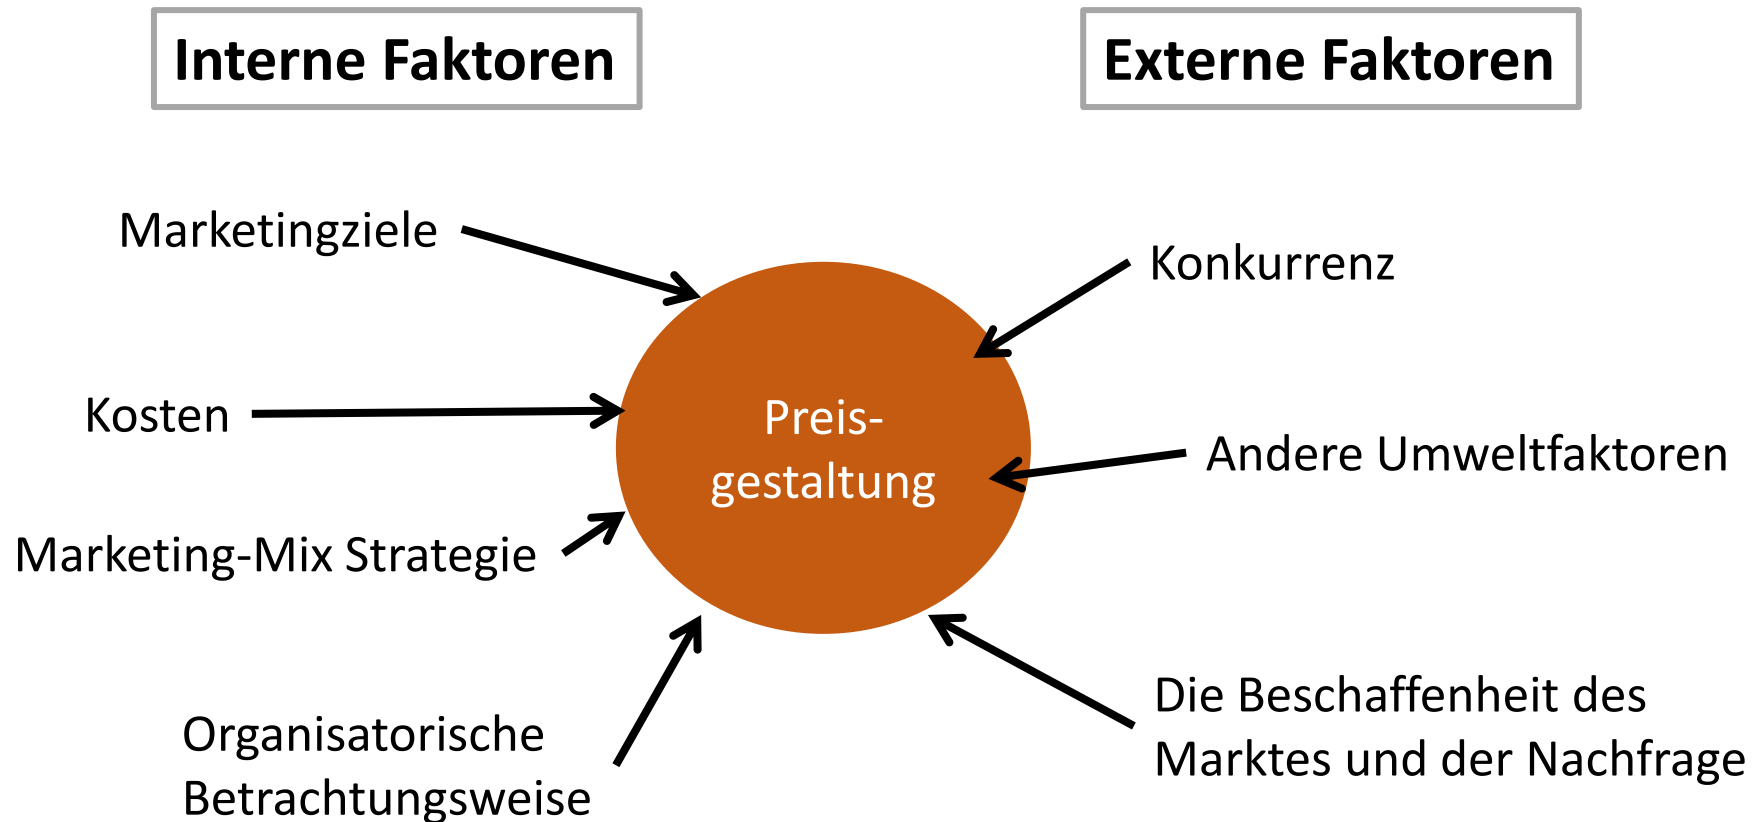 Interne Faktoren
Externe Faktoren
Marketingziele
Konkurrenz
Kosten
Preis-
gestaltung
Andere Umweltfaktoren
Marketing-Mix Strategie
Organisatorische
Betrachtungsweise
Die Beschaffenheit des
Marktes und der Nachfrage